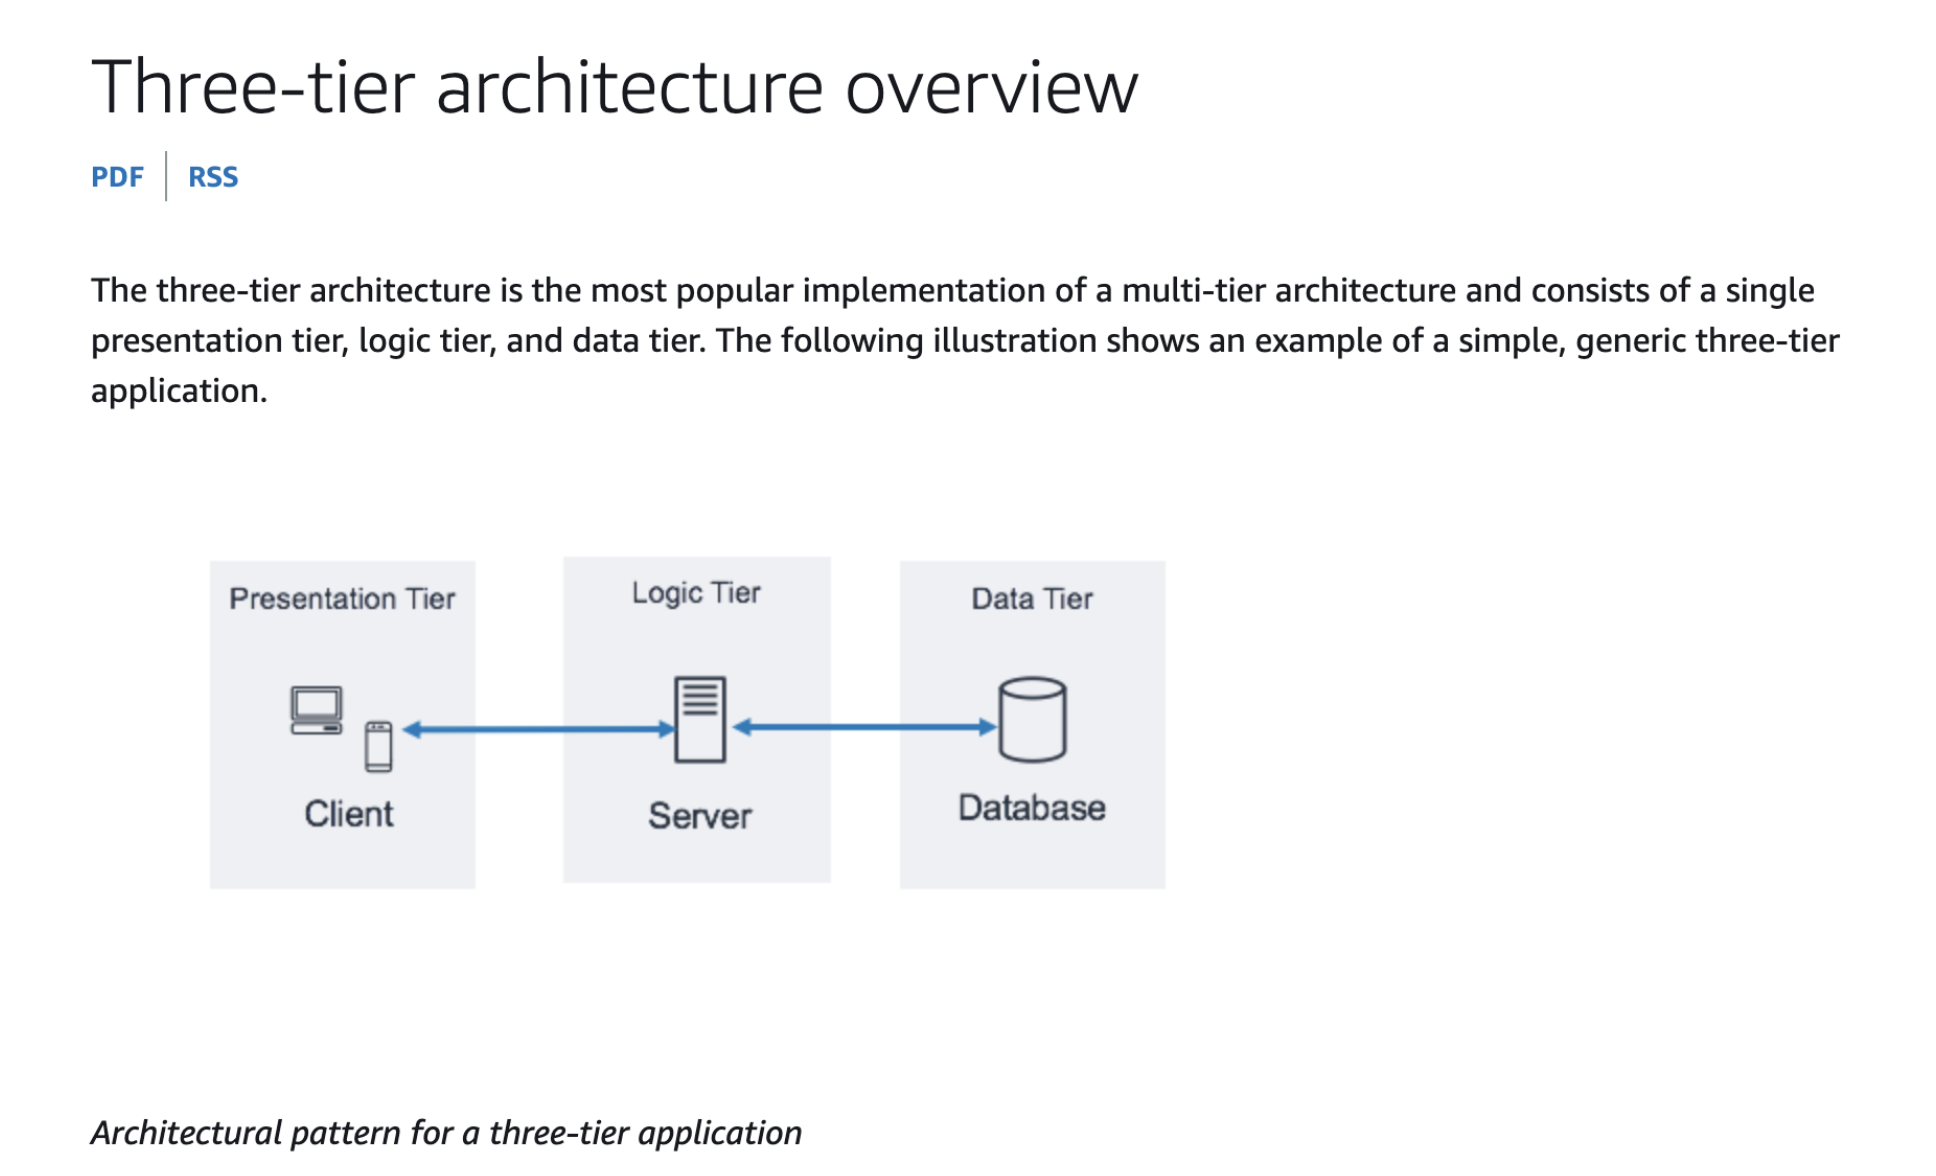 Three-tier architecture overview
PDF | RSS
The three-tier architecture is the most popular implementation of a multi-tier architecture and consists of a single
presentation tier, logic tier, and data tier. The following illustration shows an example of a simple, generic three-tier
application.
Presentation Tier
Logic Tier
Data Tier
Client
Server
Database
Architectural pattern for a three-tier application